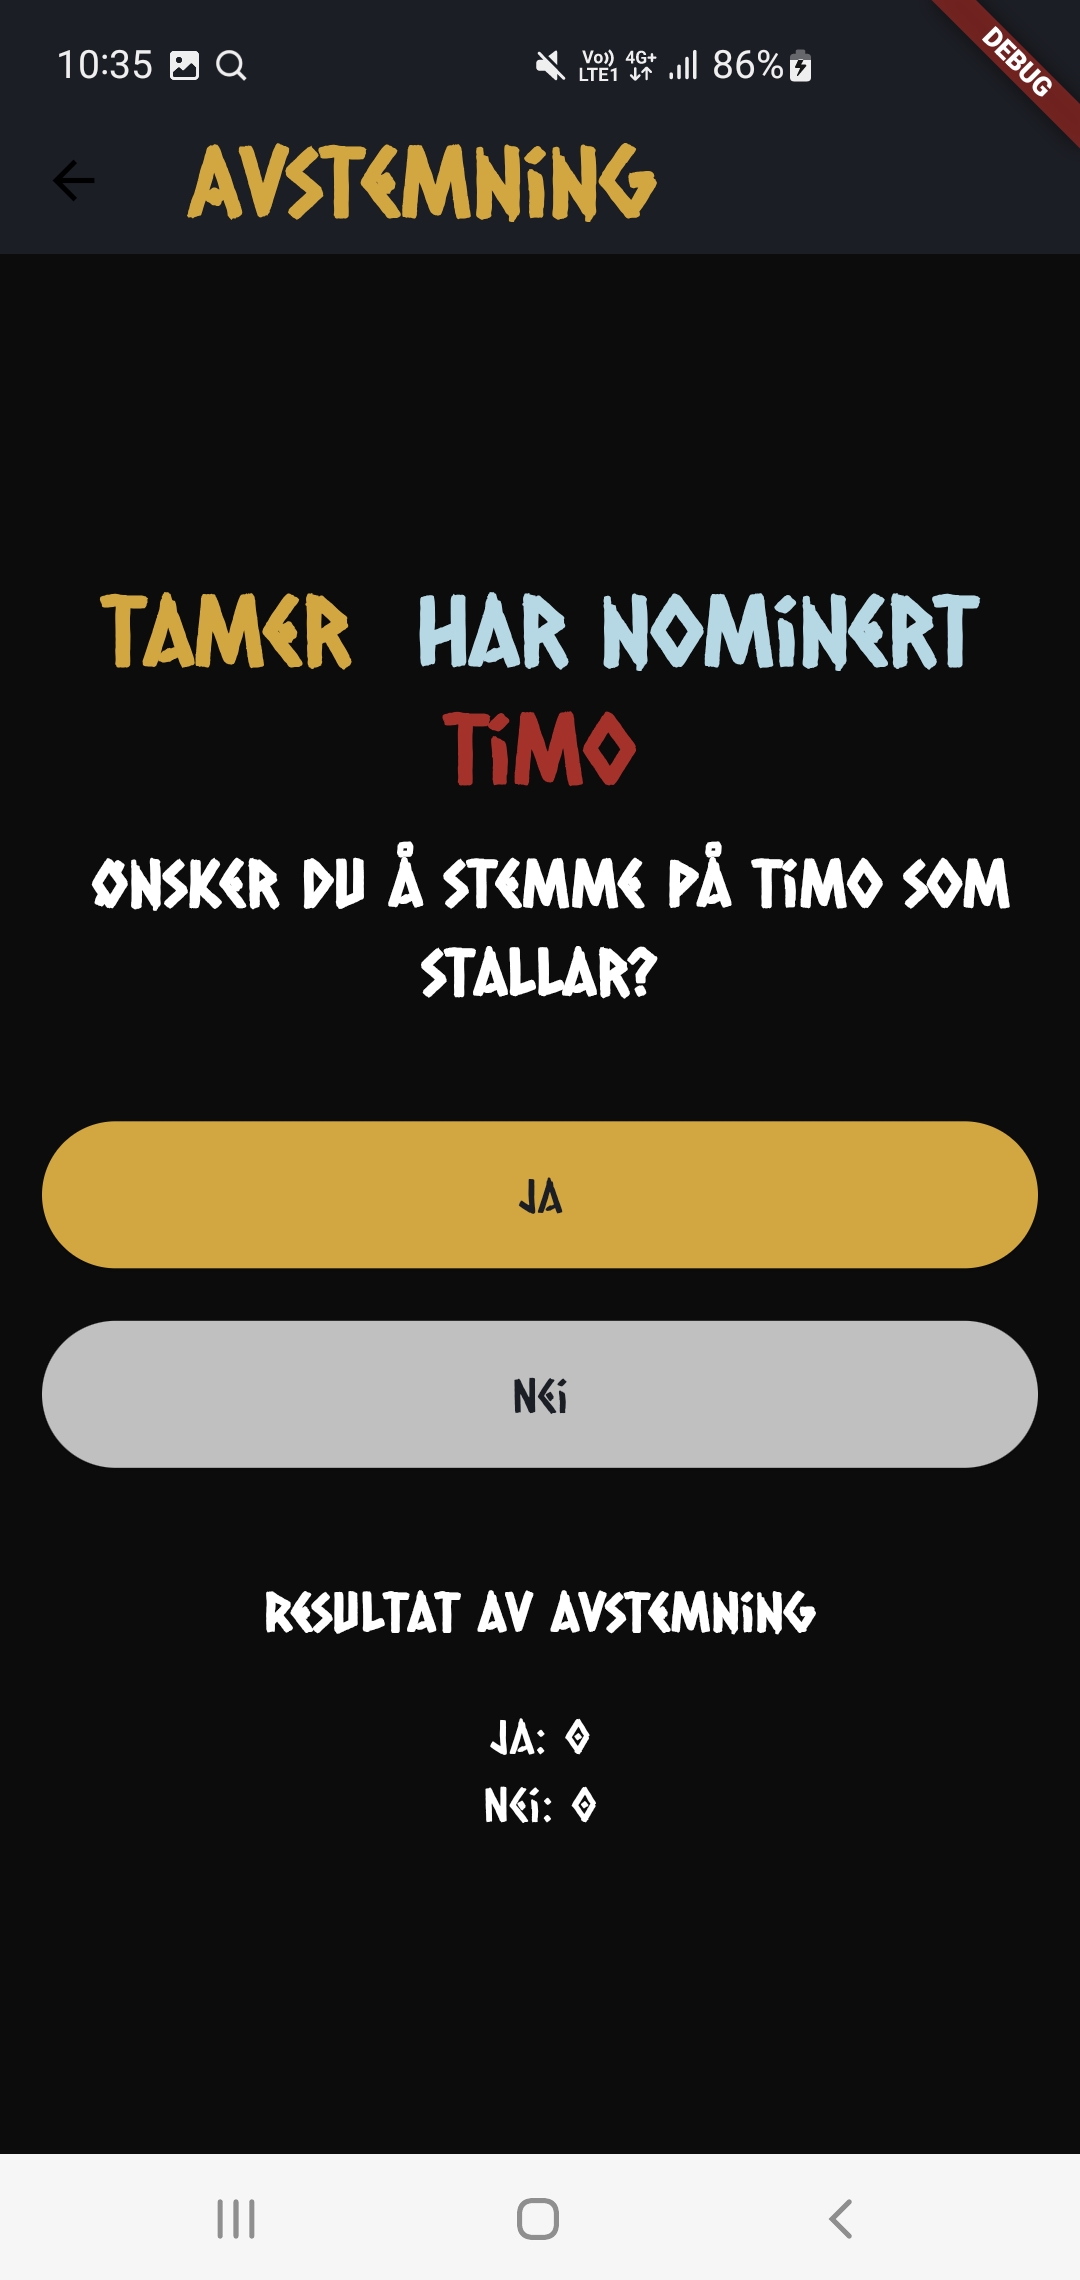 10:35
Vo)) 4G+
LTE1
86%
DEBUG
AVSTEMNING
TAMER HAR NOMINERT
TIMO
ØNSKER DU Å STEMME PÅ TIMO SOM
STALLAR?
JA
NEI
RESULTAT AV AVSTEMNING
JA: 0
NEI: 0